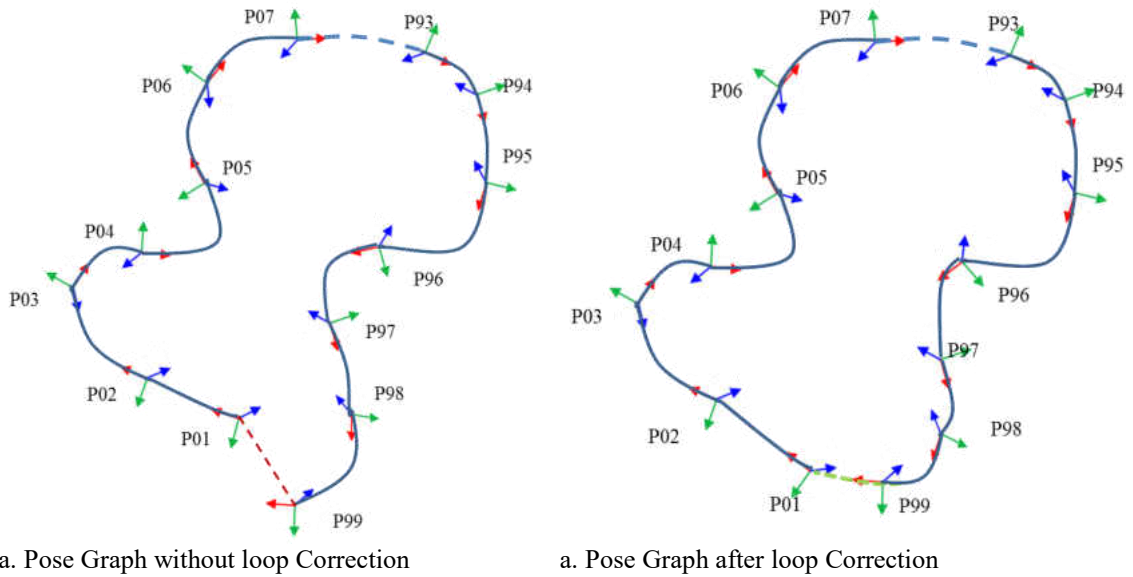 P07
P93
P06
P94
P05
P95
P04
P96
P03
P97
P02
P98
P01
P99
a. Pose Graph without loop Correction
P07
P93
P06
P94
P05
P95
P04
P96
P03
P97
P02
P98
P01
P99
a. Pose Graph after loop Correction